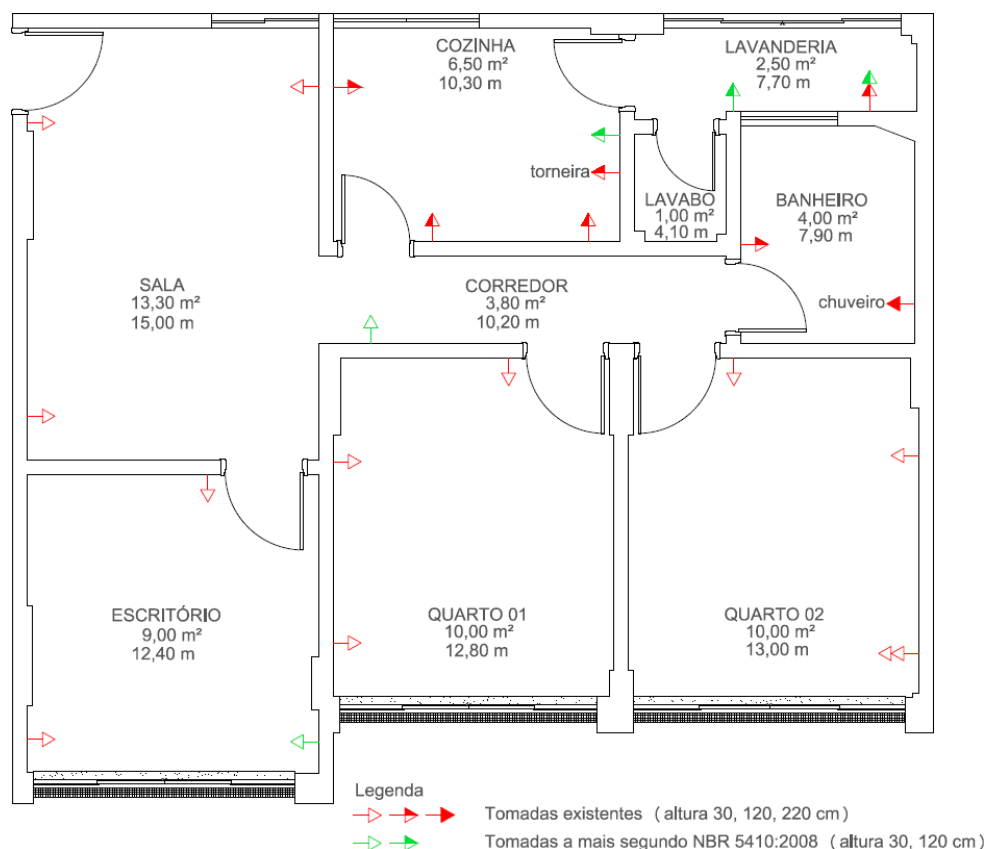 COZINHA
6,50 m²
10,30 m
LAVANDERIA
2,50 m²
7,70 m
torneira
LAVABO
1,00 m²
4,10 m
BANHEIRO
4,00 m²
7,90 m
chuveiro
SALA
13,30 m²
15,00 m
CORREDOR
3,80 m²
10,20 m
ESCRITÓRIO
9,00 m²
12,40 m
QUARTO 01
10,00 m²
12,80 m
QUARTO 02
10,00 m²
13,00 m
Legenda
Tomadas existentes ( altura 30, 120, 220 cm )
Tomadas a mais segundo NBR 5410:2008 ( altura 30, 120 cm )